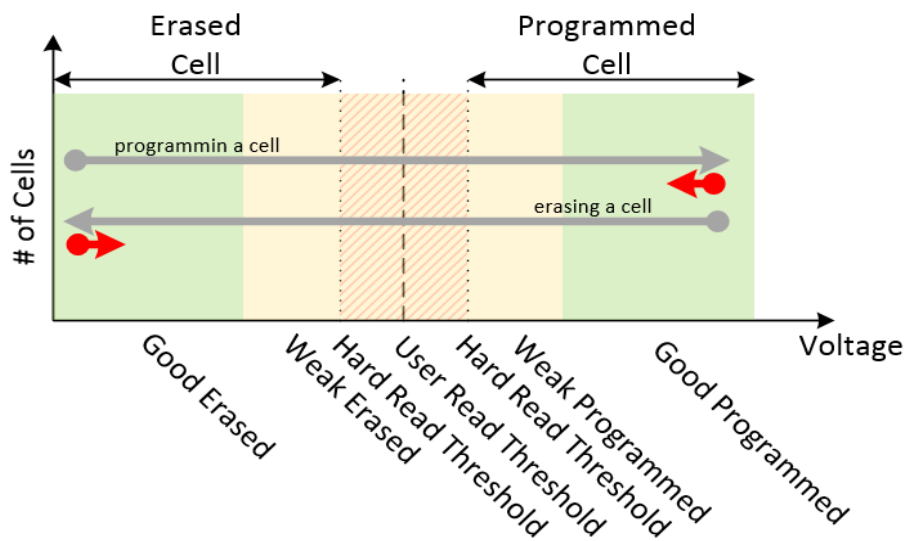 Erased
Cell
Programmed
Cell
# of Cells
programmin a cell
erasing a cell
Voltage
Good Erased
Weak Erased
Hard Read Threshold
User Read Threshold
Hard Read Threshold
Weak Programmed
Good Programmed